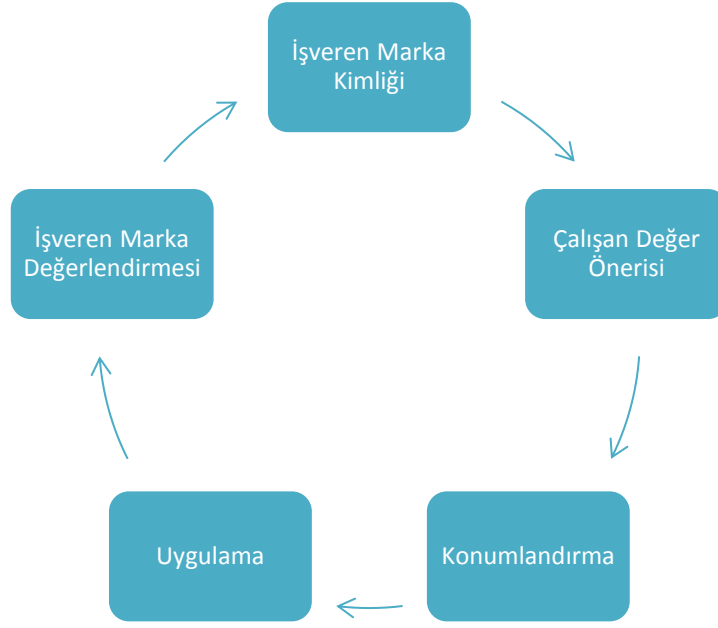 İşveren Marka
Kimliği
Çalışan Değer
Önerisi
Konumlandırma
Uygulama
İşveren Marka
Değerlendirmesi